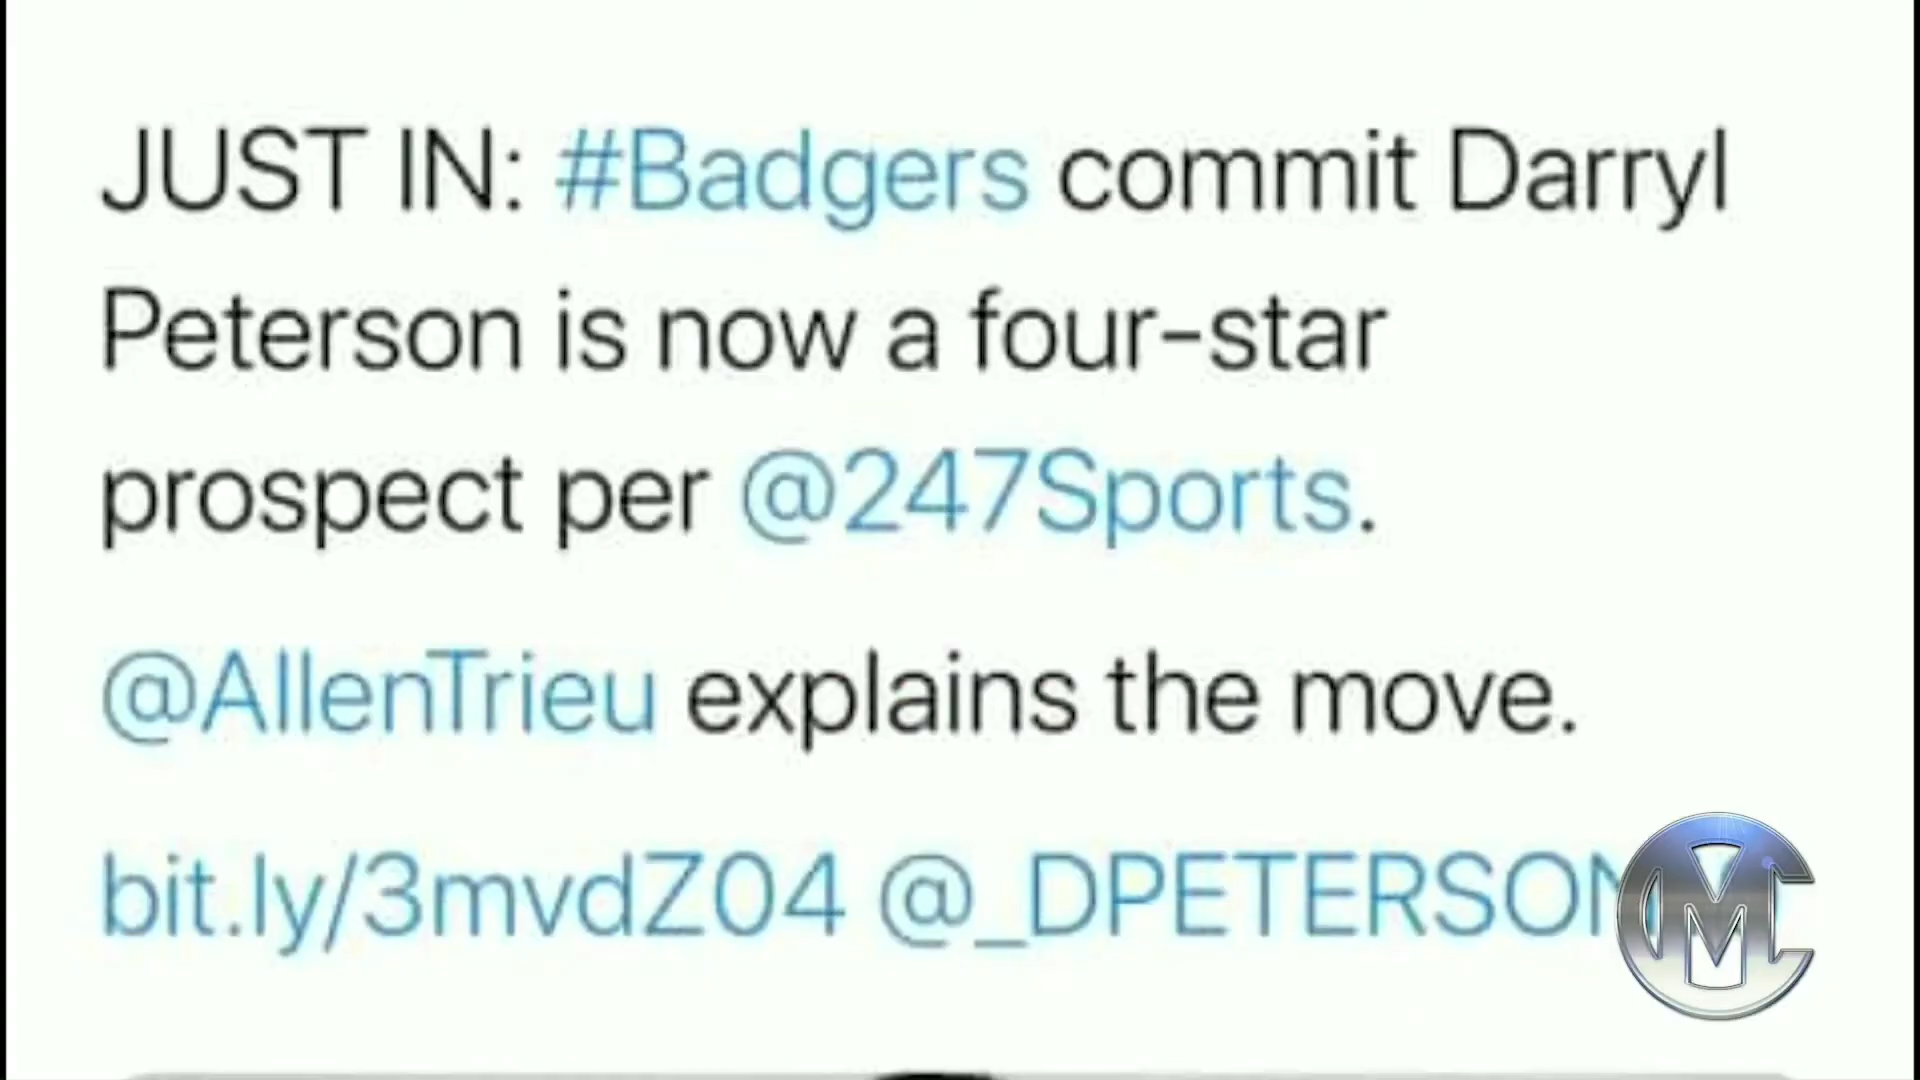 JUST IN: #Badgers commit Darryl
Peterson is now a four-star
prospect per @247Sports.
@AllenTrieu explains the move.
bit.ly/3mvdZ04 @_DPETERSON